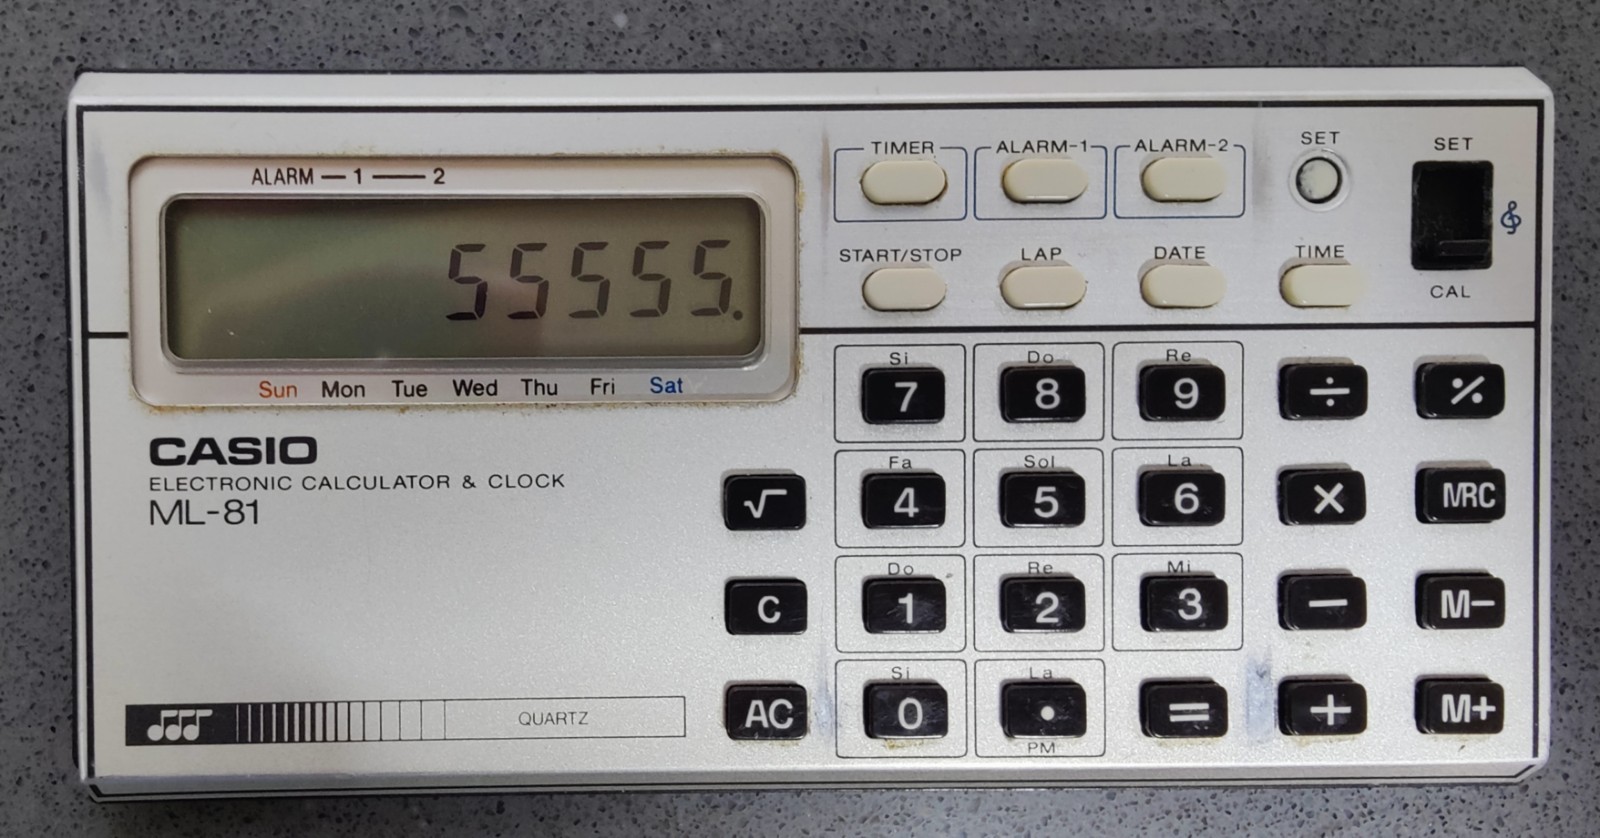 ALARM — 1 — 2
55555.
Sun Mon Tue Wed Thu Fri Sat
CASIO
ELECTRONIC CALCULATOR & CLOCK
ML-81
QUARTZ
TIMER ALARM-1 ALARM-2 SET SET
START/STOP LAP DATE TIME
CAL
Si Do Re
7 8 9 ÷ %
Fa Sol La
√ 4 5 6 × MRC
Do Re Mi
C 1 2 3 − M−
Si La
AC 0 . = + M+
PM